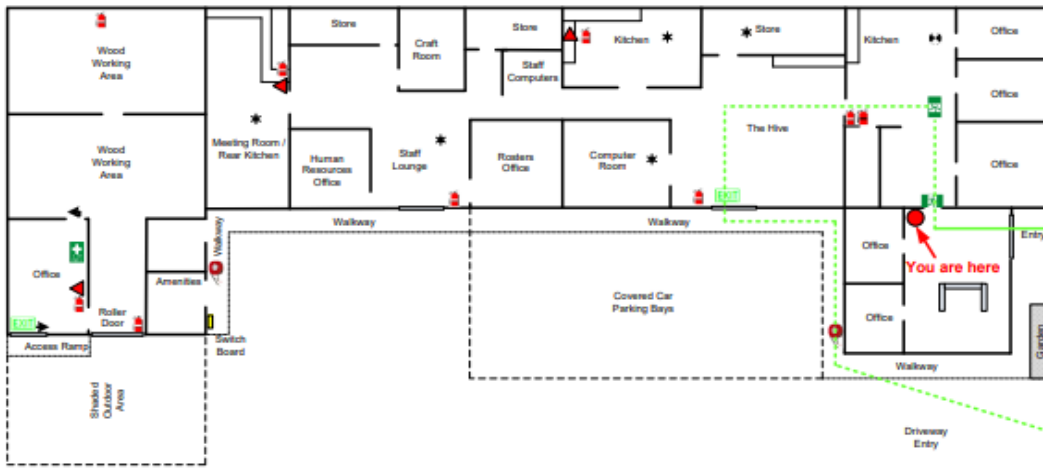 Wood
Working
Area
Store
Craft
Room
Store
Staff
Computers
Kitchen
Store
Kitchen
Office
Office
Office
Wood
Working
Area
Meeting Room /
Rear Kitchen
Human
Resources
Office
Staff
Lounge
Rosters
Office
Computer
Room
The Hive
EXIT
Walkway
Walkway
Walkway
Office
Amenities
Roller
Door
EXIT
Access Ramp
Switch
Board
Shaded
Outdoor
Area
Covered Car
Parking Bays
Office
You are here
Office
Entry
Garden
Walkway
Driveway
Entry